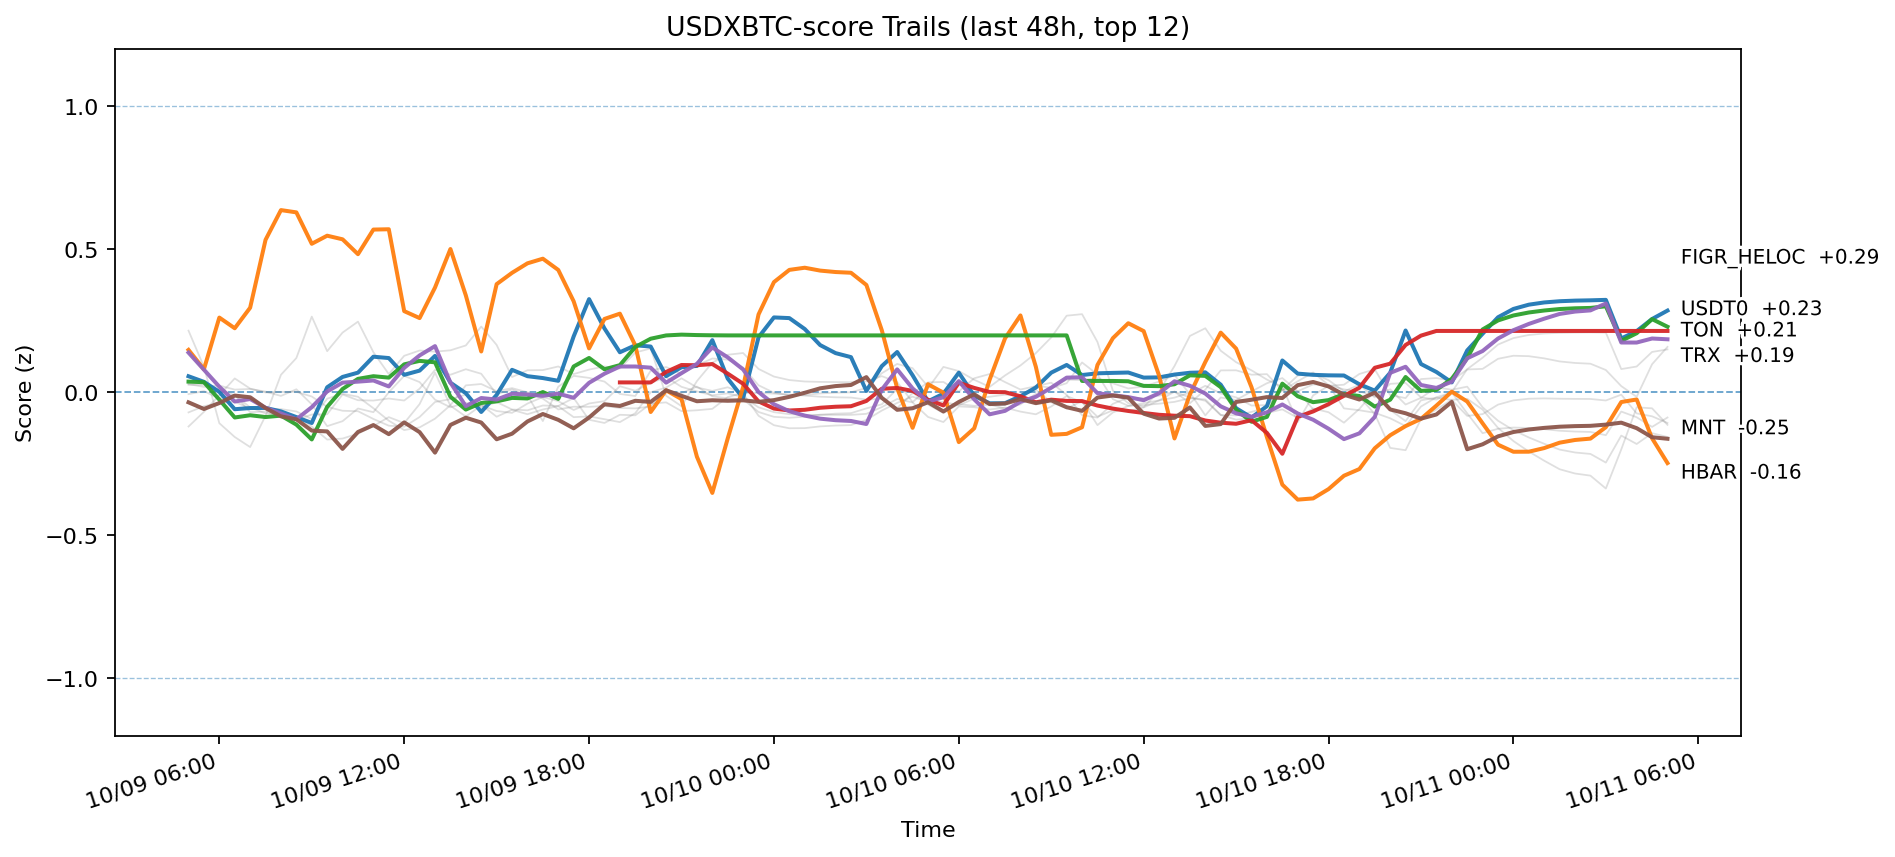 USDXBTC-score Trails (last 48h, top 12)
Score (z)
1.0
0.5
0.0
−0.5
−1.0
FIGR_HELOC +0.29
USDT0 +0.23
TON +0.21
TRX +0.19
MNT -0.25
HBAR -0.16
10/09 06:00
10/09 12:00
10/09 18:00
10/10 00:00
10/10 06:00
10/10 12:00
10/10 18:00
10/11 00:00
10/11 06:00
Time